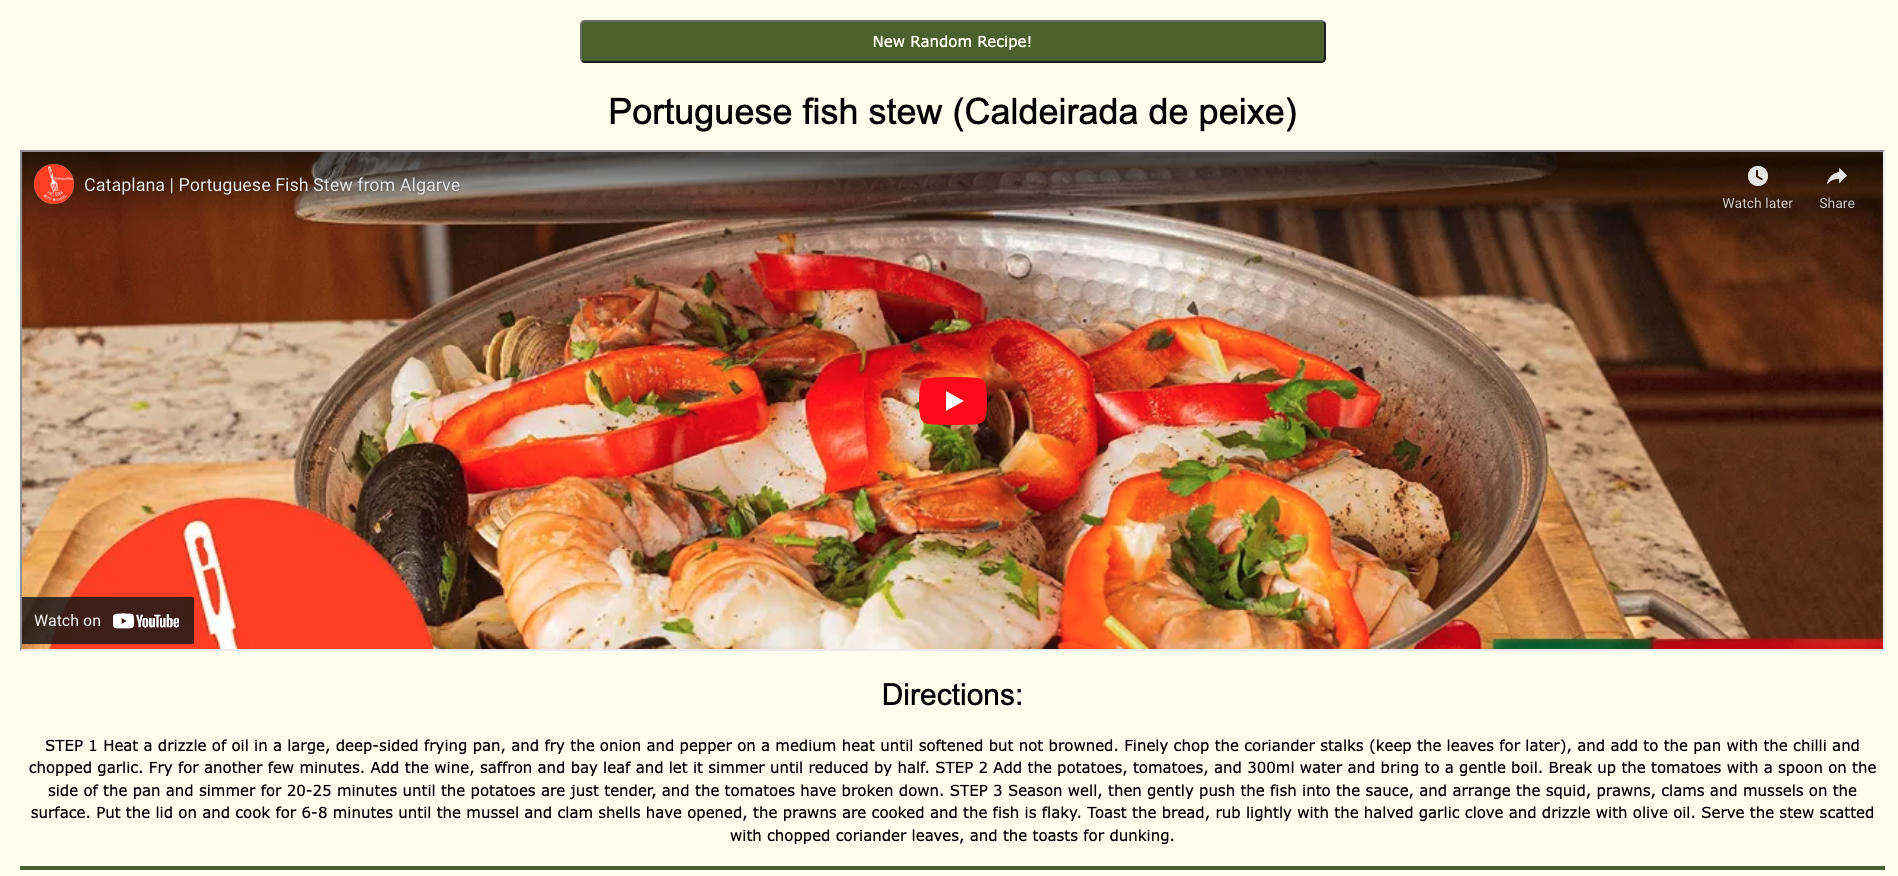 New Random Recipe!
Portuguese fish stew (Caldeirada de peixe)
Cataplana | Portuguese Fish Stew from Algarve
Watch later
Share
Watch on YouTube
Directions:
STEP 1 Heat a drizzle of oil in a large, deep-sided frying pan, and fry the onion and pepper on a medium heat until softened but not browned. Finely chop the coriander stalks (keep the leaves for later), and add to the pan with the chilli and
chopped garlic. Fry for another few minutes. Add the wine, saffron and bay leaf and let it simmer until reduced by half. STEP 2 Add the potatoes, tomatoes, and 300ml water and bring to a gentle boil. Break up the tomatoes with a spoon on the
side of the pan and simmer for 20-25 minutes until the potatoes are just tender, and the tomatoes have broken down. STEP 3 Season well, then gently push the fish into the sauce, and arrange the squid, prawns, clams and mussels on the
surface. Put the lid on and cook for 6-8 minutes until the mussel and clam shells have opened, the prawns are cooked and the fish is flaky. Toast the bread, rub lightly with the halved garlic clove and drizzle with olive oil. Serve the stew scatted
with chopped coriander leaves, and the toasts for dunking.